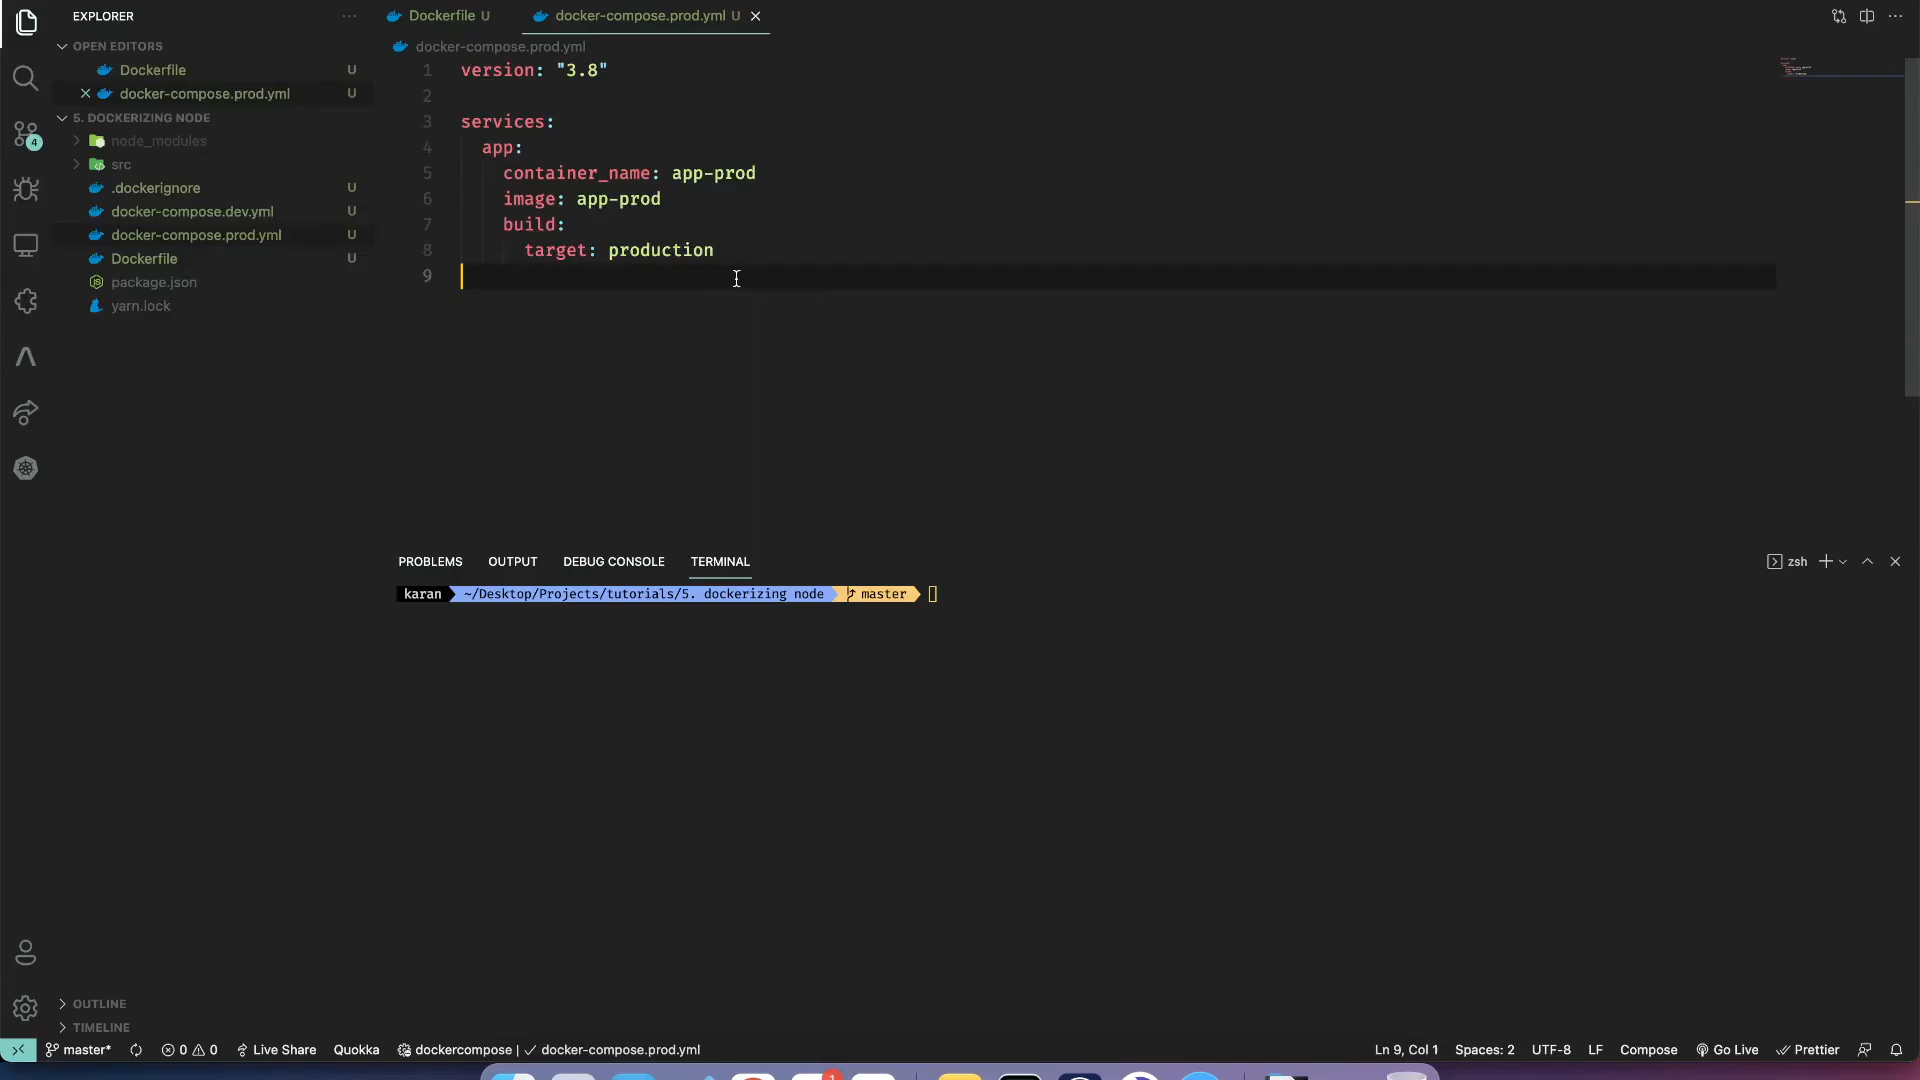 EXPLORER
OPEN EDITORS
Dockerfile U
docker-compose.prod.yml U
5. DOCKERIZING NODE
node_modules
src
.dockerignore U
docker-compose.dev.yml U
docker-compose.prod.yml U
Dockerfile U
package.json
yarn.lock
OUTLINE
TIMELINE
Dockerfile U
docker-compose.prod.yml U
docker-compose.prod.yml
1 version: "3.8"
2
3 services:
4 app:
5 container_name: app-prod
6 image: app-prod
7 build:
8 target: production
9
PROBLEMS OUTPUT DEBUG CONSOLE TERMINAL
zsh
karan ~/Desktop/Projects/tutorials/5. dockerizing node master
4
master* 0 0 Live Share Quokka dockercompose | docker-compose.prod.yml Ln 9, Col 1 Spaces: 2 UTF-8 LF Compose Go Live Prettier
1